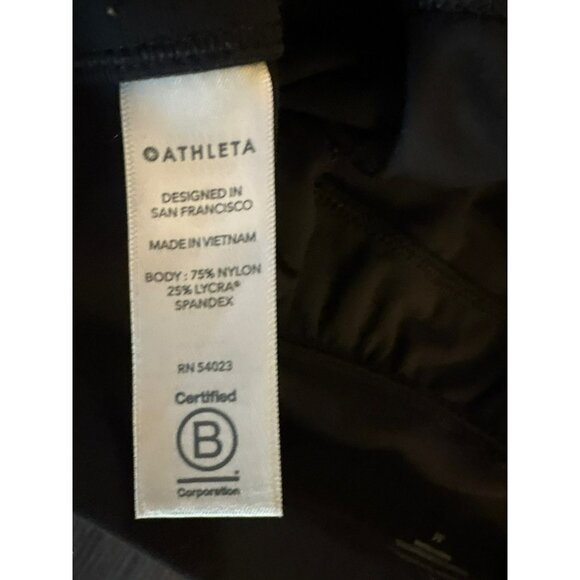 ATHLETA
DESIGNED IN
SAN FRANCISCO
MADE IN VIETNAM
BODY : 75% NYLON
25% LYCRA®
SPANDEX
RN 54023
Certified
B
Corporation